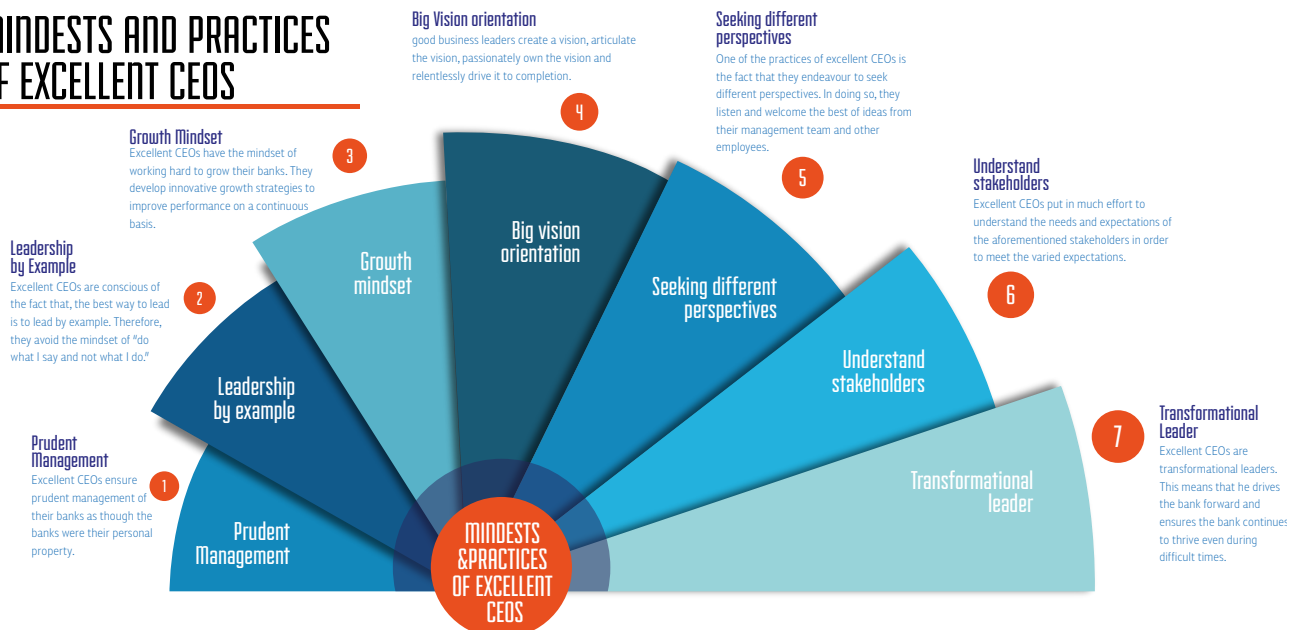 MINDESTS AND PRACTICES
OF EXCELLENT CEOS
Prudent
Management
Excellent CEOs ensure
prudent management of
their banks as though the
banks were their personal
property.
1
Leadership
by Example
Excellent CEOs are conscious of
the fact that, the best way to lead
is to lead by example. Therefore,
they avoid the mindset of “do
what I say and not what I do.”
2
Growth Mindset
Excellent CEOs have the mindset of
working hard to grow their banks. They
develop innovative growth strategies to
improve performance on a continuous
basis.
3
Big Vision orientation
good business leaders create a vision, articulate
the vision, passionately own the vision and
relentlessly drive it to completion.
4
Seeking different
perspectives
One of the practices of excellent CEOs is
the fact that they endeavour to seek
different perspectives. In doing so, they
listen and welcome the best of ideas from
their management team and other
employees.
5
Understand
stakeholders
Excellent CEOs put in much effort to
understand the needs and expectations of
the aforementioned stakeholders in order
to meet the varied expectations.
6
Transformational
Leader
Excellent CEOs are
transformational leaders.
This means that he drives
the bank forward and
ensures the bank continues
to thrive even during
difficult times.
7
Prudent
Management
Leadership
by example
Growth
mindset
Big vision
orientation
Seeking different
perspectives
Understand
stakeholders
Transformational
leader
MINDESTS
&PRACTICES
OF EXCELLENT
CEOS